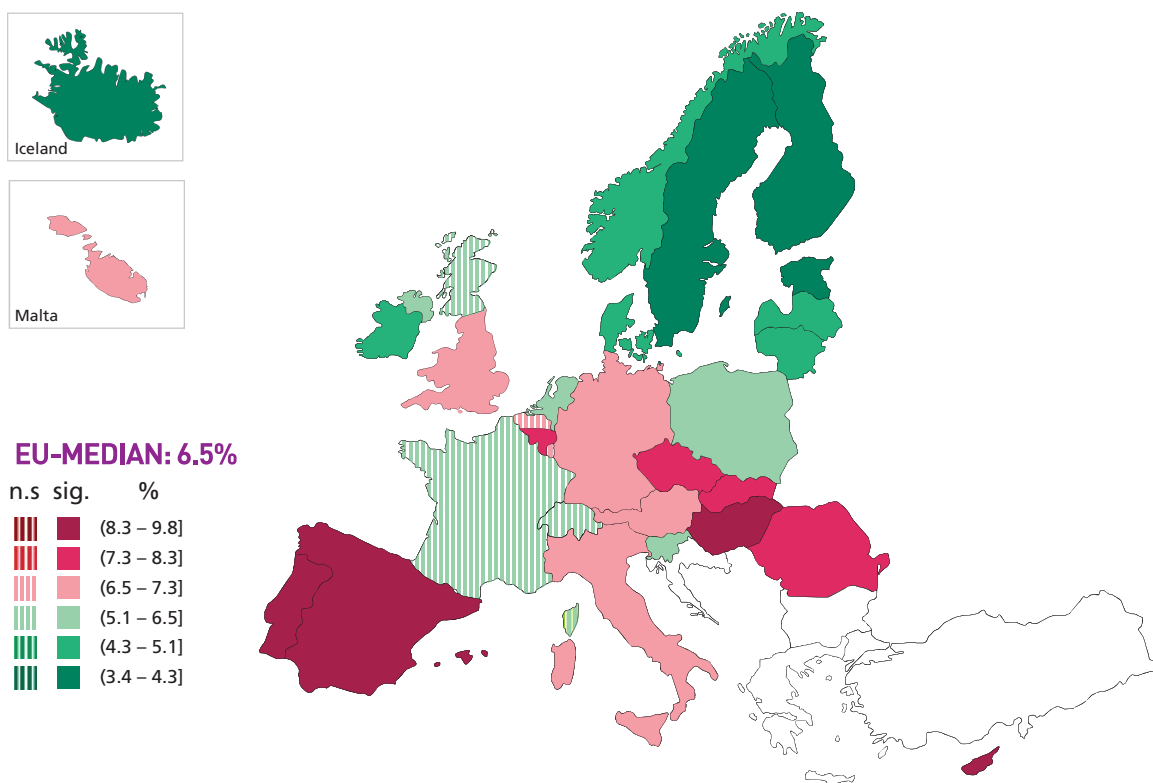 Iceland
Malta
EU-MEDIAN: 6.5%
n.s sig. %
(8.3 – 9.8]
(7.3 – 8.3]
(6.5 – 7.3]
(5.1 – 6.5]
(4.3 – 5.1]
(3.4 – 4.3]